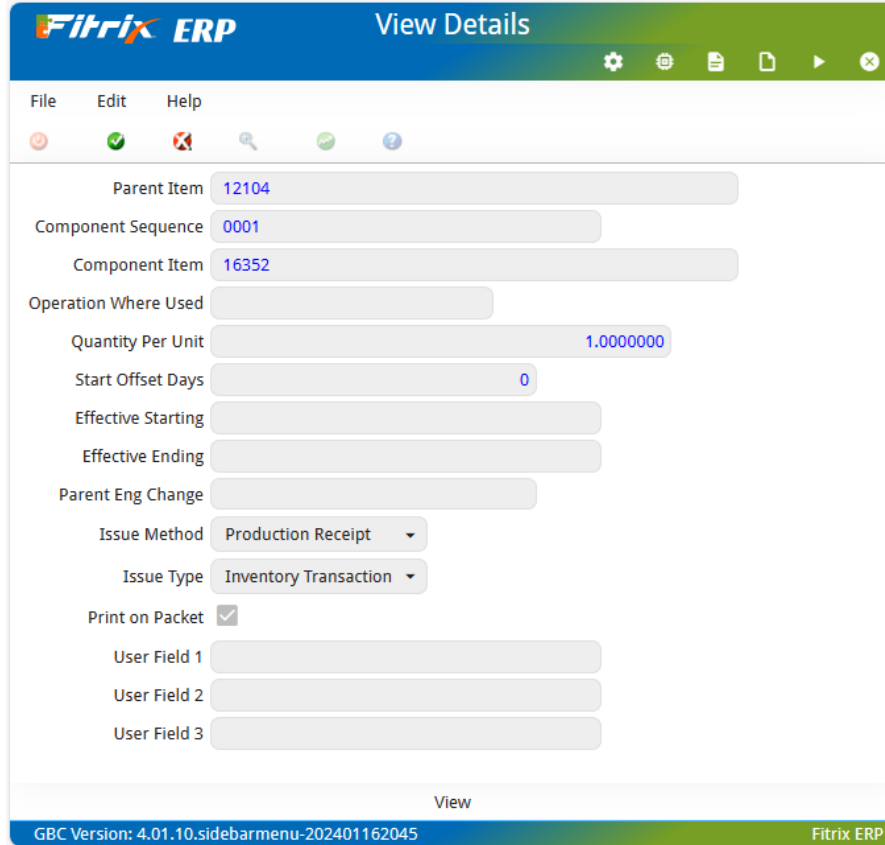 Fitrix ERP View Details
File Edit Help
Parent Item 12104
Component Sequence 0001
Component Item 16352
Operation Where Used
Quantity Per Unit 1.0000000
Start Offset Days 0
Effective Starting
Effective Ending
Parent Eng Change
Issue Method Production Receipt
Issue Type Inventory Transaction
Print on Packet
User Field 1
User Field 2
User Field 3
View
GBC Version: 4.01.10.sidebarmenu-202401162045 Fitrix ERP